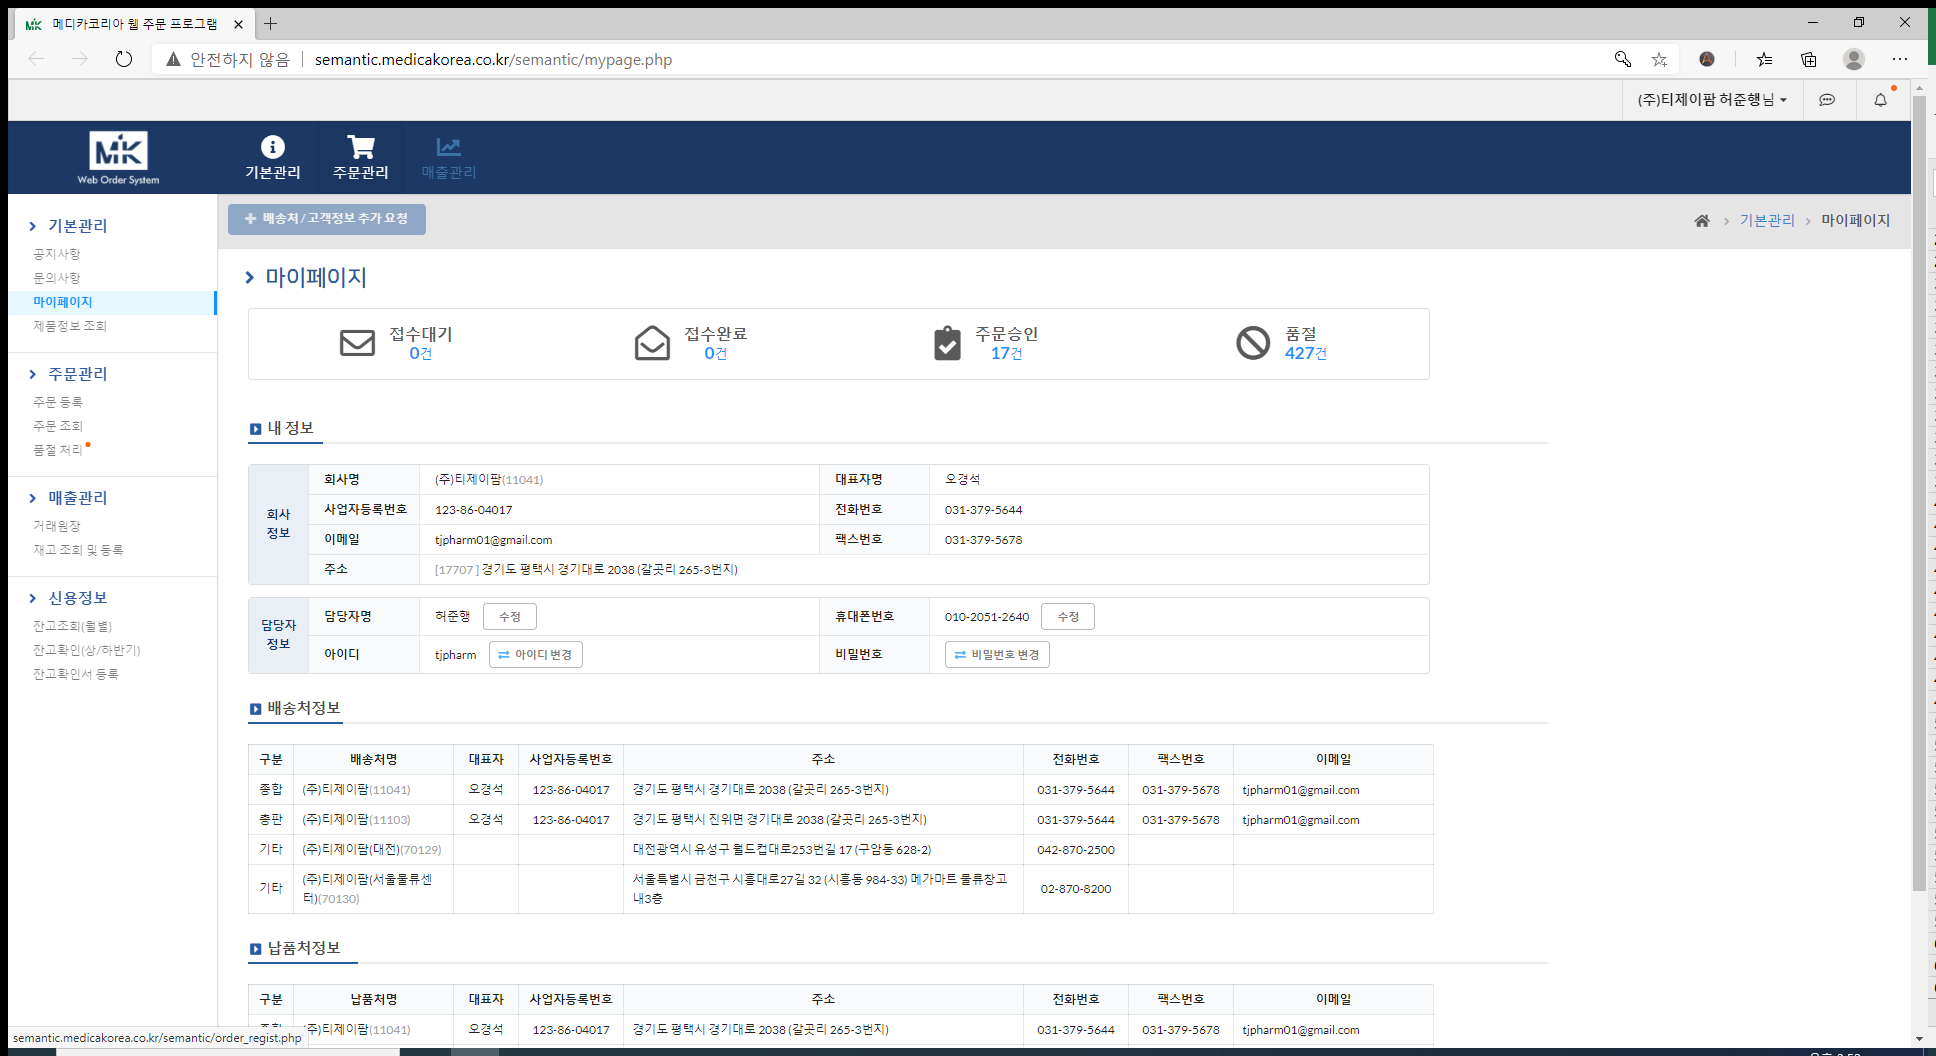 메디카코리아 웹 주문 프로그램
안전하지 않음 semantic.medicakorea.co.kr/semantic/mypage.php
(주)티제이팜 허준행님
MK
Web Order System
기본관리 주문관리 매출관리
배송처 / 고객정보 추가 요청
기본관리 마이페이지
기본관리
공지사항
문의사항
마이페이지
제품정보 조회
주문관리
주문 등록
주문 조회
품절 처리
매출관리
거래원장
재고 조회 및 등록
신용정보
잔고조회(월별)
잔고확인(상/하반기)
잔고확인서 등록
마이페이지
접수대기 접수완료 주문승인 품절
0건 0건 17건 427건
내 정보
회사 정보
회사명 (주)티제이팜(11041) 대표자명 오경석
사업자등록번호 123-86-04017 전화번호 031-379-5644
이메일 tjpharm01@gmail.com 팩스번호 031-379-5678
주소 [17707] 경기도 평택시 경기대로 2038 (갈곶리 265-3번지)
담당자 정보
담당자명 허준행 수정 휴대폰번호 010-2051-2640 수정
아이디 tjpharm 아이디 변경 비밀번호 비밀번호 변경
배송처정보
구분 배송처명 대표자 사업자등록번호 주소 전화번호 팩스번호 이메일
종합 (주)티제이팜(11041) 오경석 123-86-04017 경기도 평택시 경기대로 2038 (갈곶리 265-3번지) 031-379-5644 031-379-5678 tjpharm01@gmail.com
총판 (주)티제이팜(11103) 오경석 123-86-04017 경기도 평택시 진위면 경기대로 2038 (갈곶리 265-3번지) 031-379-5644 031-379-5678 tjpharm01@gmail.com
기타 (주)티제이팜(대전)(70129) 대전광역시 유성구 월드컵대로253번길 17 (구암동 628-2) 042-870-2500
기타 (주)티제이팜(서울물류센 서울특별시 금천구 시흥대로27길 32 (시흥동 984-33) 메가마트 물류창고 02-870-8200
터)(70130) 내3층
납품처정보
구분 납품처명 대표자 사업자등록번호 주소 전화번호 팩스번호 이메일
종합 (주)티제이팜(11041) 오경석 123-86-04017 경기도 평택시 경기대로 2038 (갈곶리 265-3번지) 031-379-5644 031-379-5678 tjpharm01@gmail.com
semantic.medicakorea.co.kr/semantic/order_regist.php